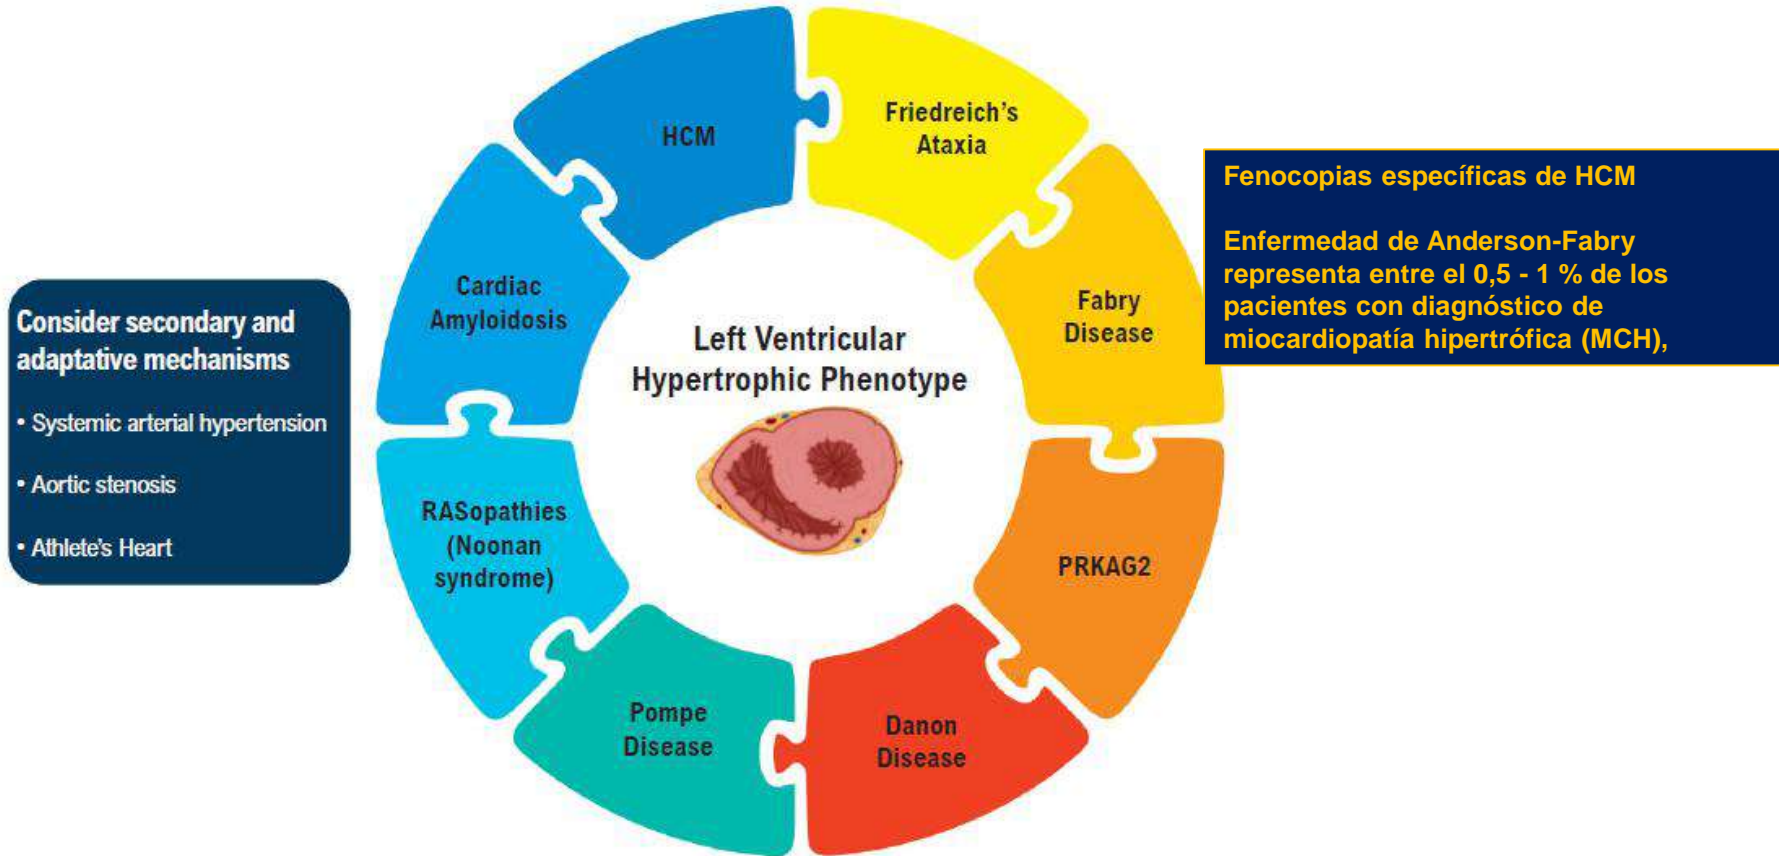 Consider secondary and
adaptative mechanisms
• Systemic arterial hypertension
• Aortic stenosis
• Athlete's Heart
HCM
Friedreich's
Ataxia
Fabry
Disease
PRKAG2
Danon
Disease
Pompe
Disease
RASopathies
(Noonan
syndrome)
Cardiac
Amyloidosis
Left Ventricular
Hypertrophic Phenotype
Fenocopias específicas de HCM
Enfermedad de Anderson-Fabry
representa entre el 0,5 - 1 % de los
pacientes con diagnóstico de
miocardiopatía hipertrófica (MCH),